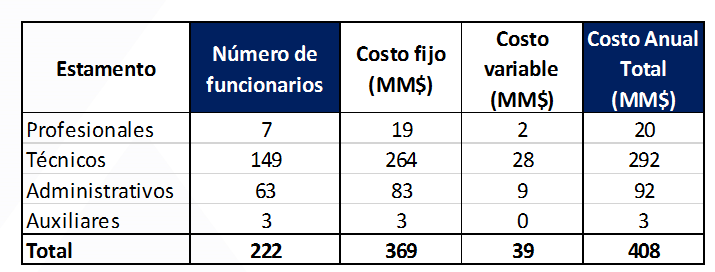 Estamento Número de funcionarios Costo fijo (MM$) Costo variable (MM$) Costo Anual Total (MM$)
Profesionales 7 19 2 20
Técnicos 149 264 28 292
Administrativos 63 83 9 92
Auxiliares 3 3 0 3
Total 222 369 39 408